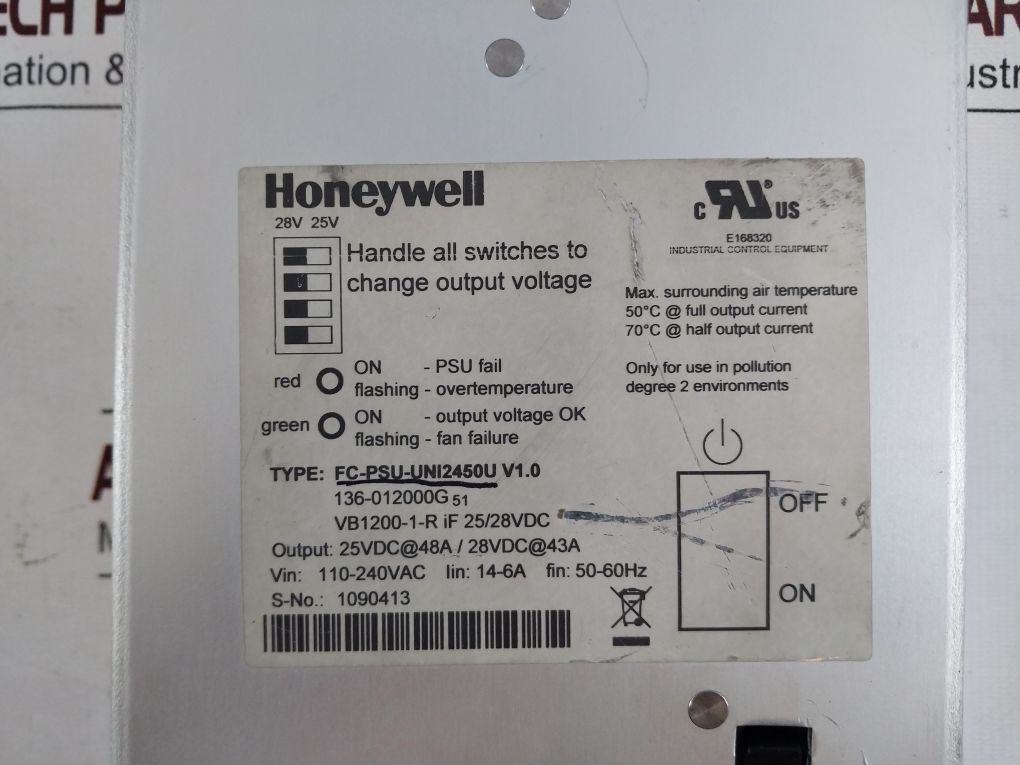 ECH P
ation &
AR
ustr
Honeywell
28V 25V
Handle all switches to
change output voltage
red ON - PSU fail
flashing - overtemperature
green ON - output voltage OK
flashing - fan failure
TYPE: FC-PSU-UNI2450U V1.0
136-012000G 51
VB1200-1-R iF 25/28VDC
Output: 25VDC@48A / 28VDC@43A
Vin: 110-240VAC Iin: 14-6A fin: 50-60Hz
S-No.: 1090413
c RU® US
E168320
INDUSTRIAL CONTROL EQUIPMENT
Max. surrounding air temperature
50°C @ full output current
70°C @ half output current
Only for use in pollution
degree 2 environments
OFF
ON